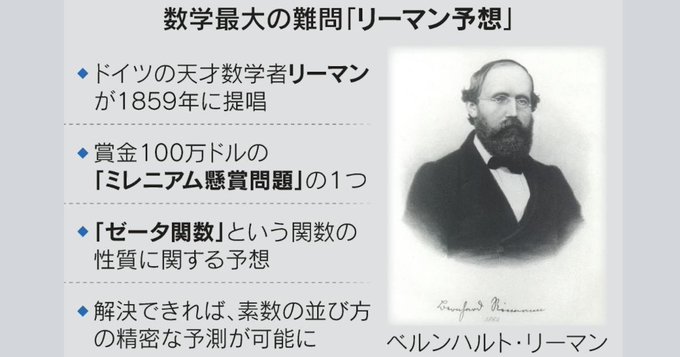 数学最大の難問「リーマン予想」
◆ドイツの天才数学者リーマン
が1859年に提唱
◆賞金100万ドルの
「ミレニアム懸賞問題」の1つ
◆「ゼータ関数」という関数の
性質に関する予想
◆解決できれば、素数の並び方
の精密な予測が可能に
Bernhard Riemann
ベルンハルト・リーマン